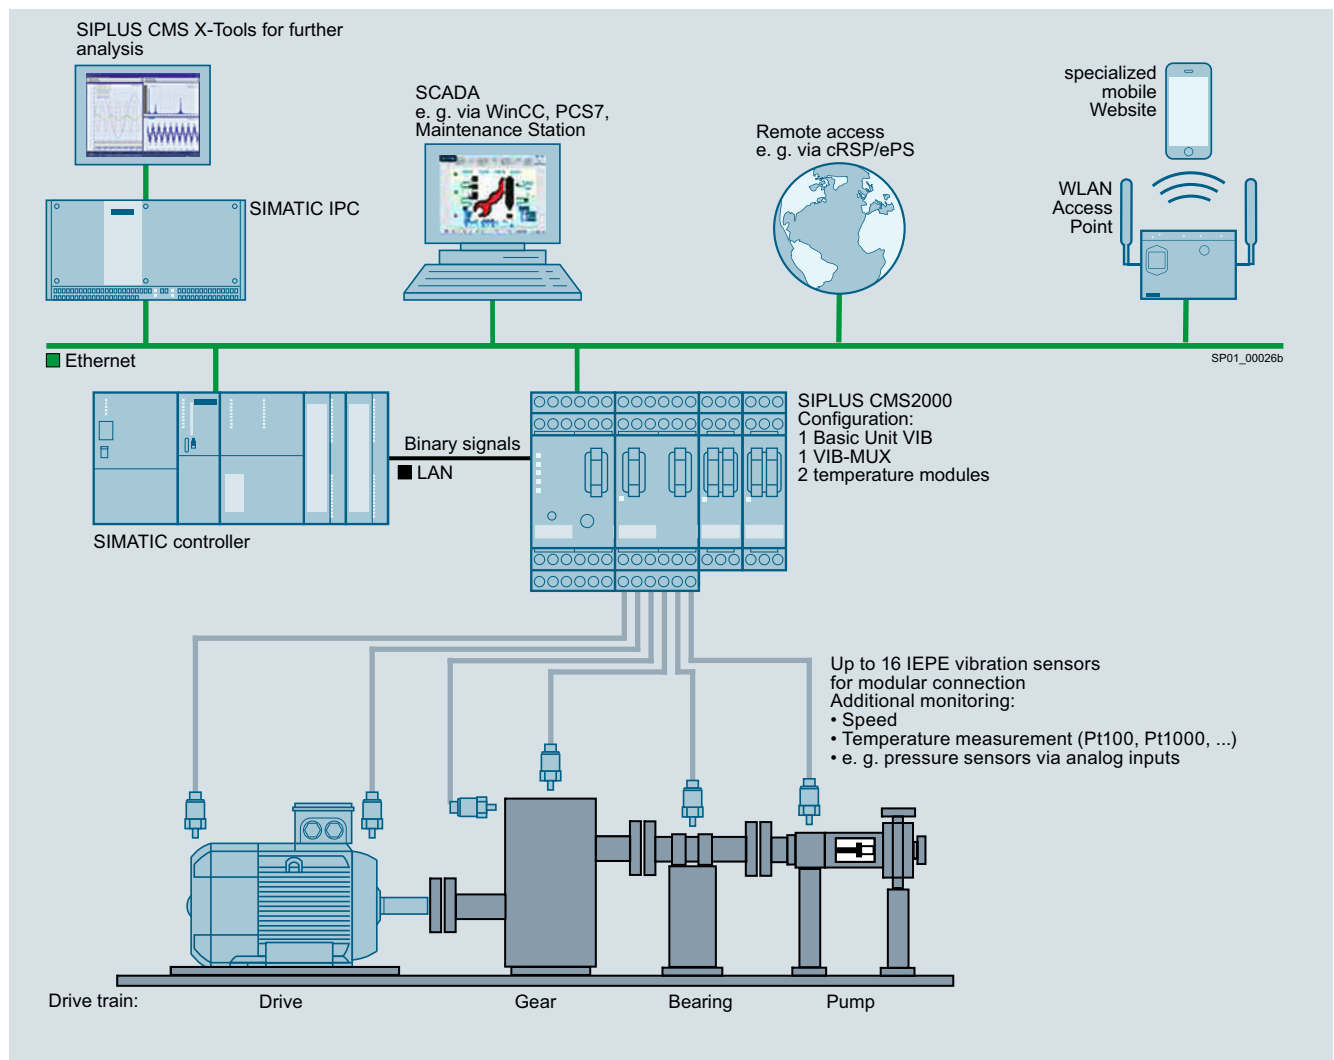 SIPLUS CMS X-Tools for further
analysis
SIMATIC IPC
SCADA
e. g. via WinCC, PCS7,
Maintenance Station
Remote access
e. g. via cRSP/ePS
specialized
mobile
Website
WLAN
Access
Point
Ethernet
SP01_00026b
SIMATIC controller
Binary signals
LAN
SIPLUS CMS2000
Configuration:
1 Basic Unit VIB
1 VIB-MUX
2 temperature modules
Up to 16 IEPE vibration sensors
for modular connection
Additional monitoring:
• Speed
• Temperature measurement (Pt100, Pt1000, ...)
• e. g. pressure sensors via analog inputs
Drive train:
Drive
Gear
Bearing
Pump